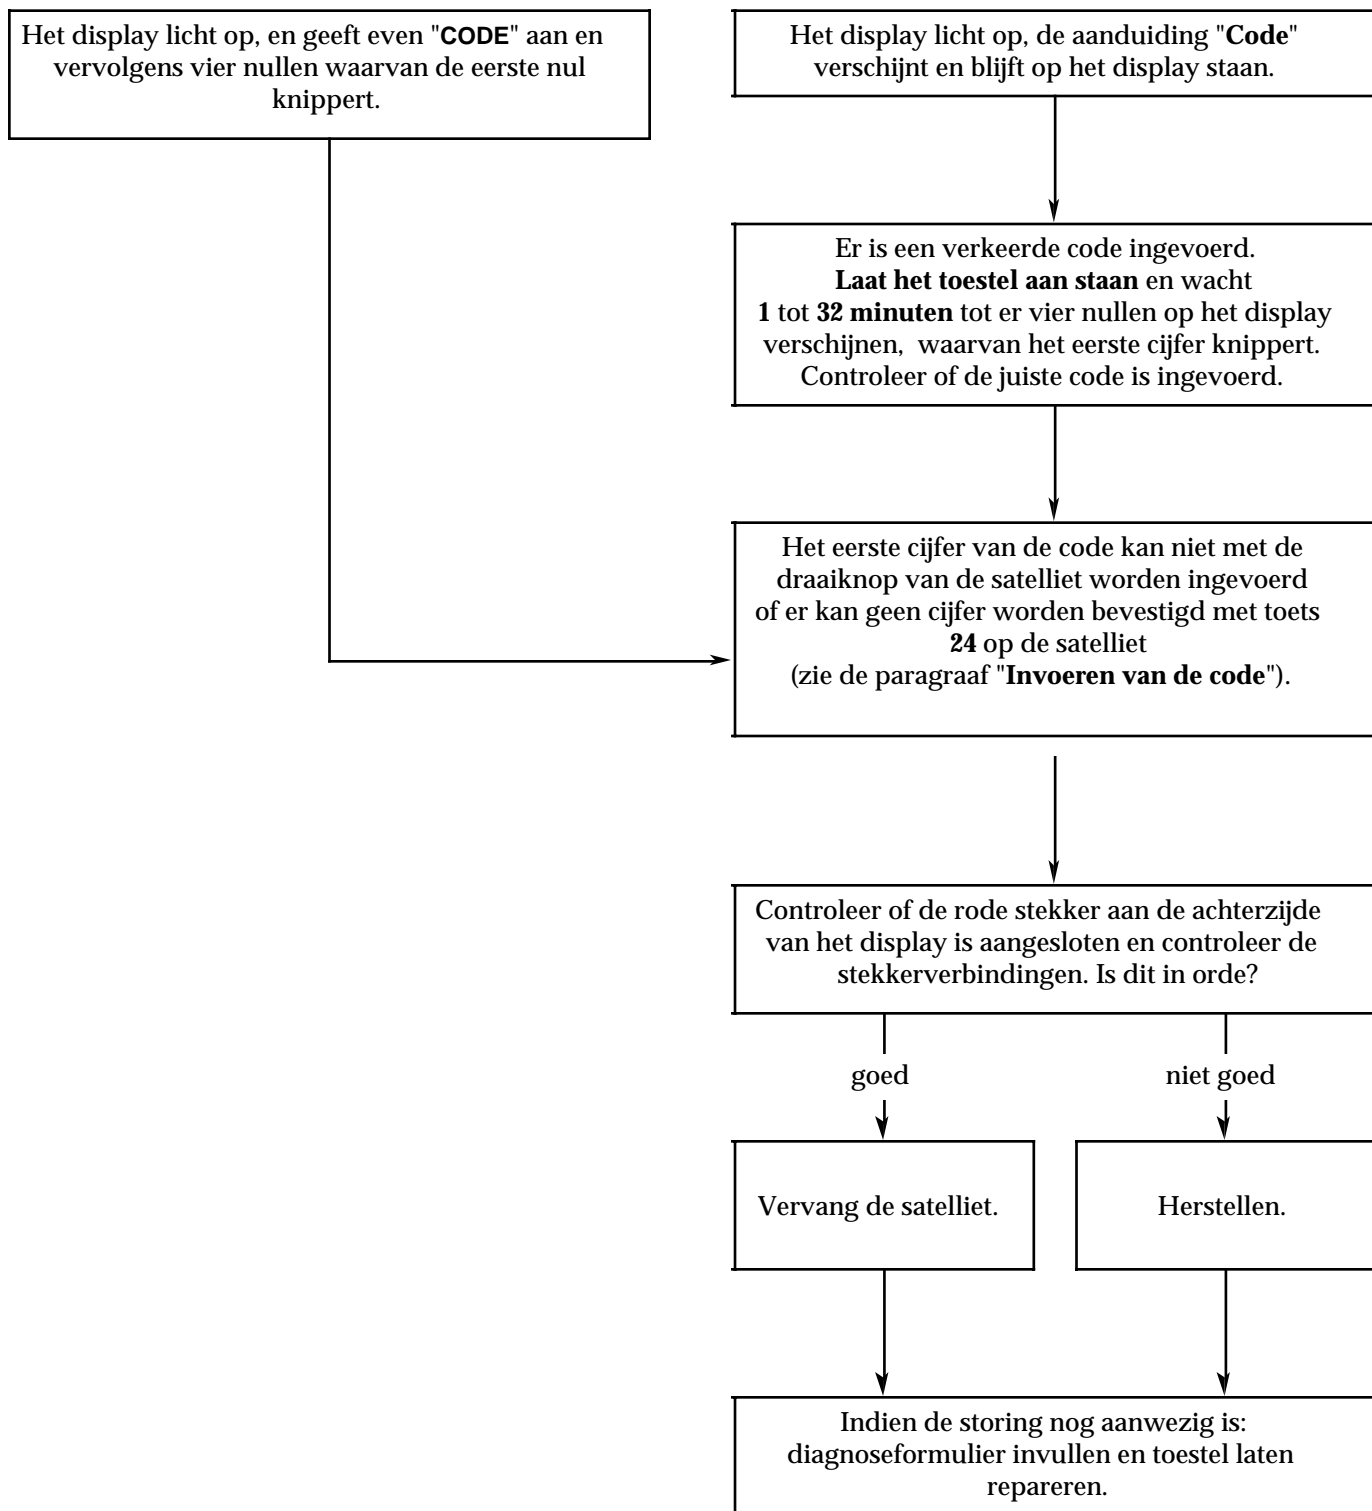 Het display licht op, en geeft even "CODE" aan en
vervolgens vier nullen waarvan de eerste nul
knippert.
Het display licht op, de aanduiding "Code"
verschijnt en blijft op het display staan.
Er is een verkeerde code ingevoerd.
Laat het toestel aan staan en wacht
1 tot 32 minuten tot er vier nullen op het display
verschijnen, waarvan het eerste cijfer knippert.
Controleer of de juiste code is ingevoerd.
Het eerste cijfer van de code kan niet met de
draaiknop van de satelliet worden ingevoerd
of er kan geen cijfer worden bevestigd met toets
24 op de satelliet
(zie de paragraaf "Invoeren van de code").
Controleer of de rode stekker aan de achterzijde
van het display is aangesloten en controleer de
stekkerverbindingen. Is dit in orde?
goed
niet goed
Vervang de satelliet.
Herstellen.
Indien de storing nog aanwezig is:
diagnoseformulier invullen en toestel laten
repareren.